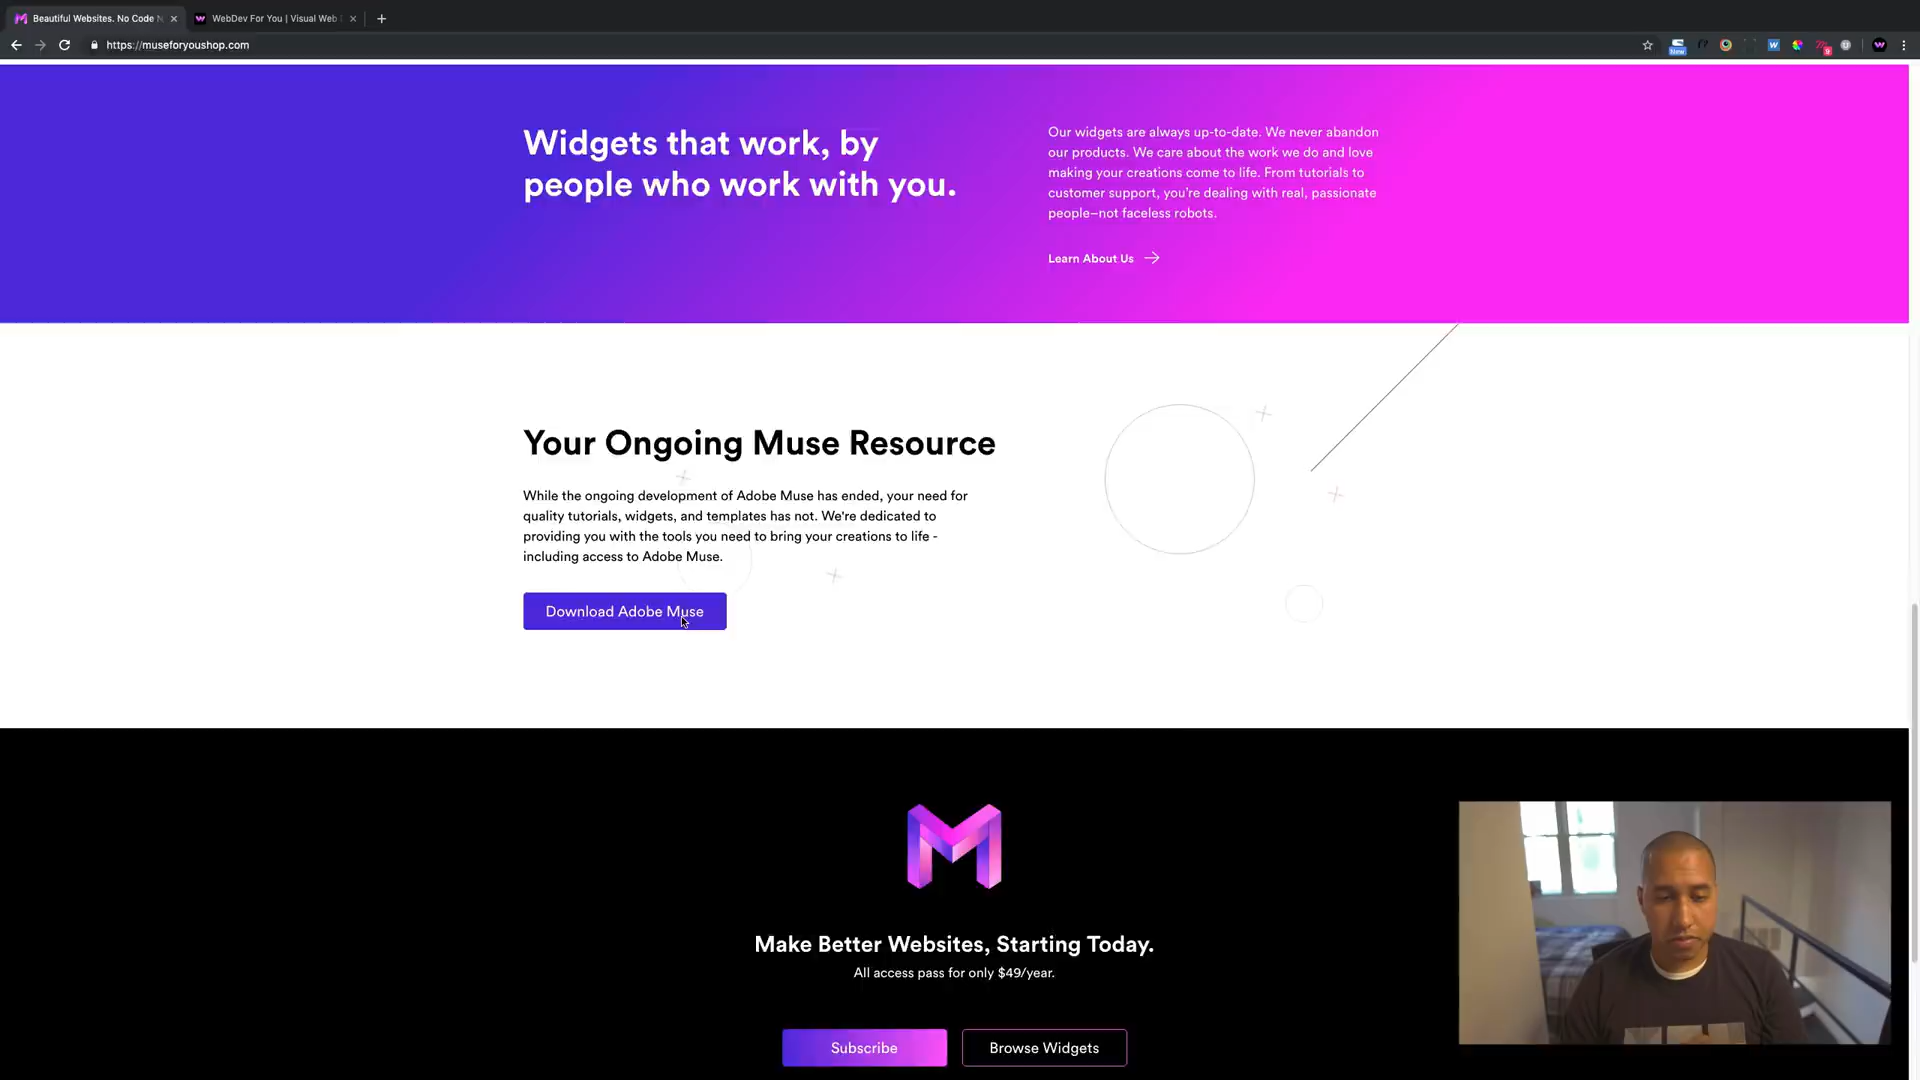 Beautiful Websites. No Code N
WebDev For You | Visual Web D
https://museforyoushop.com
New
W
9
Widgets that work, by
people who work with you.
Our widgets are always up-to-date. We never abandon
our products. We care about the work we do and love
making your creations come to life. From tutorials to
customer support, you're dealing with real, passionate
people–not faceless robots.
Learn About Us
Your Ongoing Muse Resource
While the ongoing development of Adobe Muse has ended, your need for
quality tutorials, widgets, and templates has not. We're dedicated to
providing you with the tools you need to bring your creations to life -
including access to Adobe Muse.
Download Adobe Muse
M
Make Better Websites, Starting Today.
All access pass for only $49/year.
Subscribe
Browse Widgets